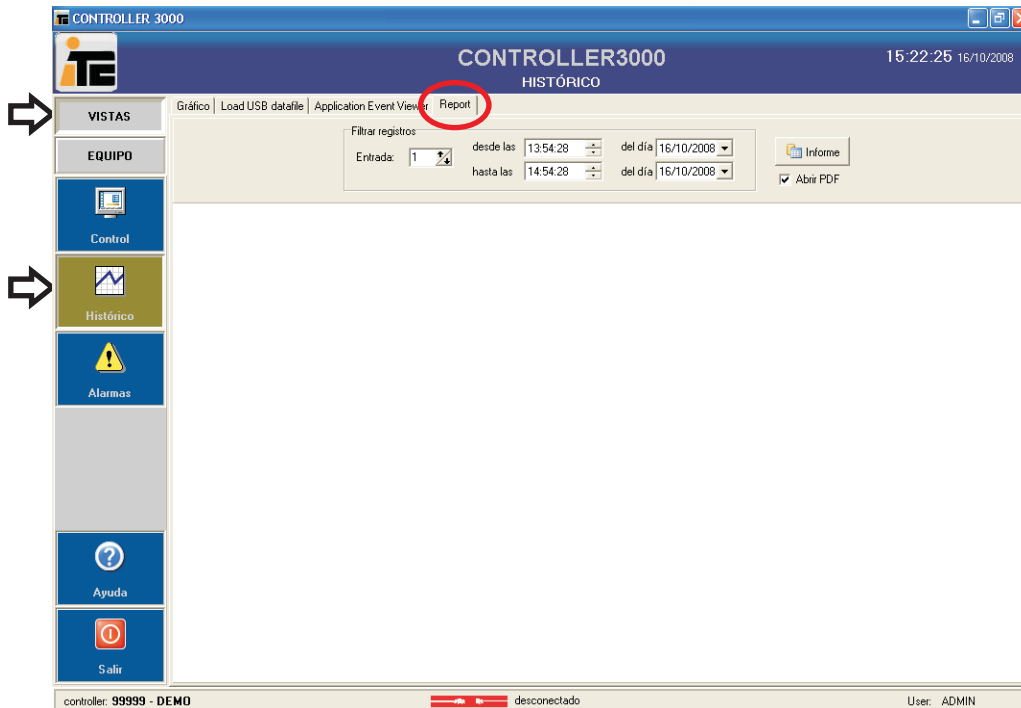 CONTROLLER 3000
iTC
CONTROLLER3000
HISTÓRICO
15:22:25 16/10/2008
VISTAS
EQUIPO
Control
Histórico
Alarmas
Ayuda
Salir
Gráfico Load USB datafile Application Event Viewer Report
Filtrar registros
Entrada: 1
desde las 13:54:28 del día 16/10/2008
hasta las 14:54:28 del día 16/10/2008
Informe
Abrir PDF
controller: 99999 - DEMO desconectado User: ADMIN